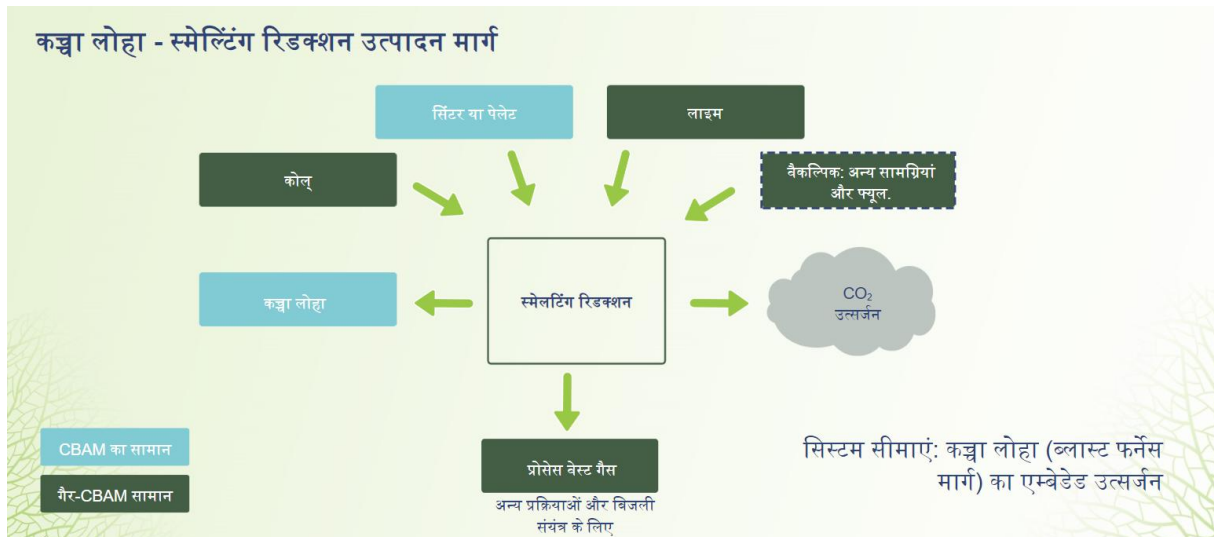 कच्चा लोहा - स्मेल्टिंग रिडक्शन उत्पादन मार्ग
सिंटर या पेलेट
लाइम
कोल्
वैकल्पिक: अन्य सामग्रियां
और फ्यूल.
कच्चा लोहा
स्मेलटिंग रिडक्शन
CO₂
उत्सर्जन
CBAM का सामान
गैर-CBAM सामान
प्रोसेस वेस्ट गैस
अन्य प्रक्रियाओं और बिजली
संयंत्र के लिए
सिस्टम सीमाएं: कच्चा लोहा (ब्लास्ट फर्नेस
मार्ग) का एम्बेडेड उत्सर्जन